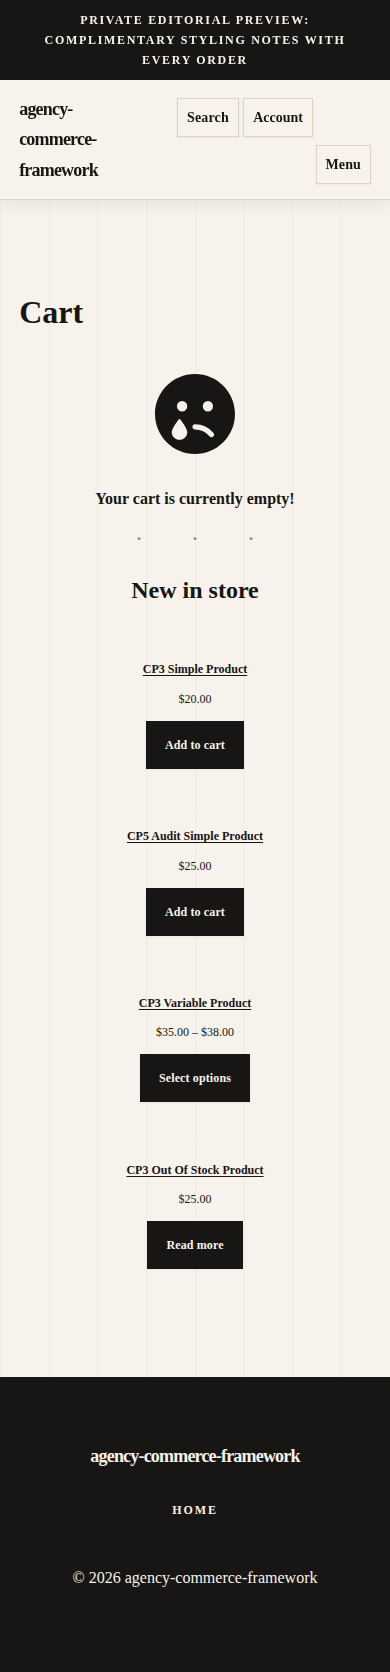 PRIVATE EDITORIAL PREVIEW:
COMPLIMENTARY STYLING NOTES WITH
EVERY ORDER
agency-
commerce-
framework
Search
Account
Menu
Cart
Your cart is currently empty!
New in store
CP3 Simple Product
$20.00
Add to cart
CP5 Audit Simple Product
$25.00
Add to cart
CP3 Variable Product
$35.00 – $38.00
Select options
CP3 Out Of Stock Product
$25.00
Read more
agency-commerce-framework
HOME
© 2026 agency-commerce-framework